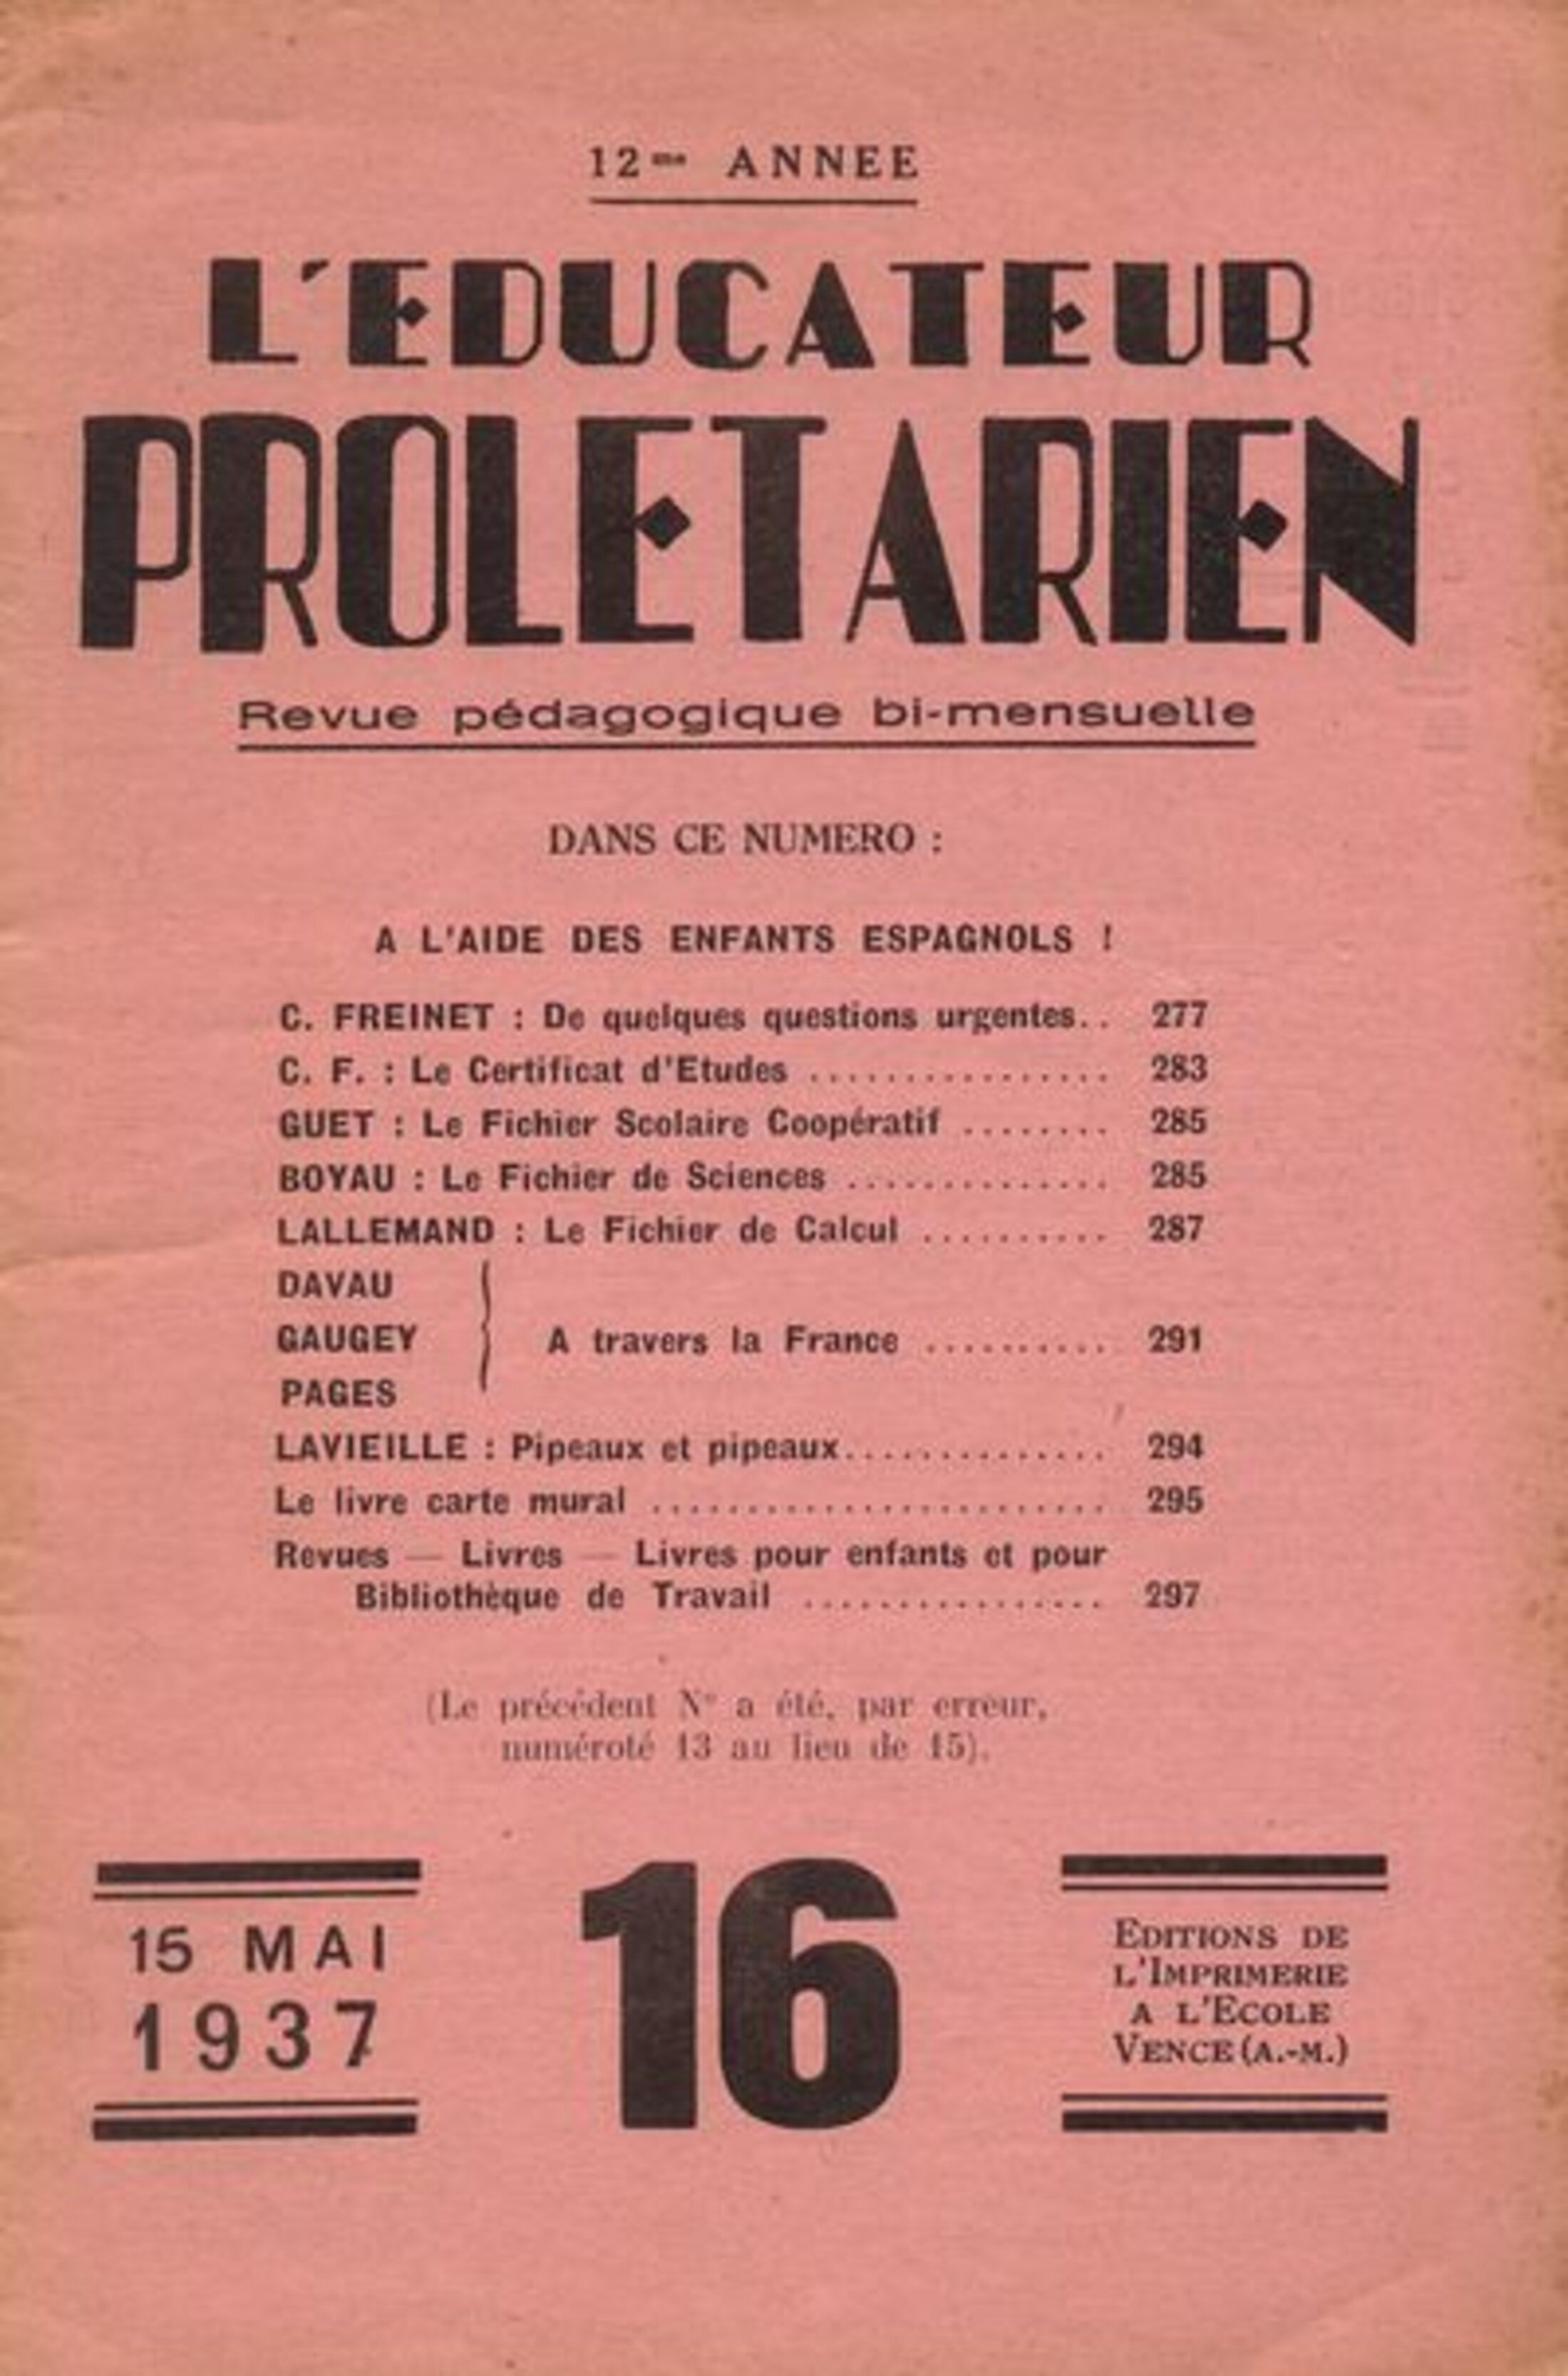 12me ANNEE
L'EDUCATEUR
PROLETARIEN
Revue pédagogique bi-mensuelle
DANS CE NUMERO :
A L'AIDE DES ENFANTS ESPAGNOLS !
C. FREINET : De quelques questions urgentes.. 277
C. F. : Le Certificat d'Etudes ................ 283
GUET : Le Fichier Scolaire Coopératif ........ 285
BOYAU : Le Fichier de Sciences .............. 285
LALLEMAND : Le Fichier de Calcul .......... 287
DAVAU
GAUGEY } A travers la France .......... 291
PAGES
LAVIEILLE : Pipeaux et pipeaux.............. 294
Le livre carte mural ........................ 295
Revues — Livres — Livres pour enfants et pour
Bibliothèque de Travail ................ 297
(Le précédent N° a été, par erreur,
numéroté 13 au lieu de 15).
15 MAI
1937
16
EDITIONS DE
L'IMPRIMERIE
A L'ECOLE
VENCE (A.-M.)